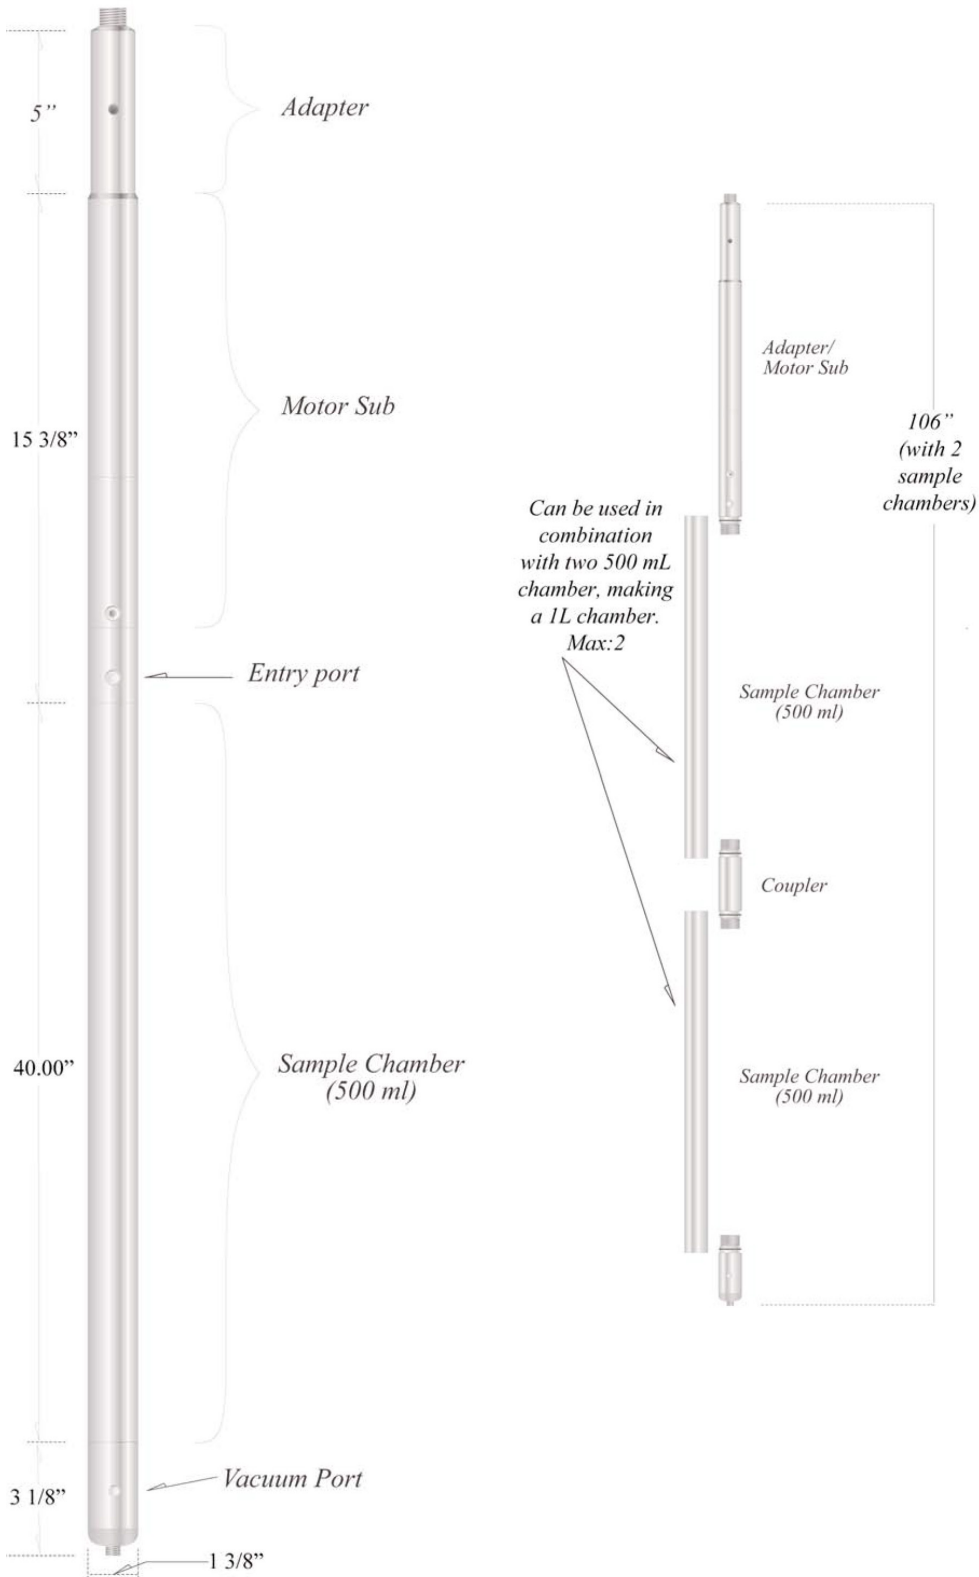 5”
Adapter
15 3/8”
Motor Sub
Entry port
40.00”
Sample Chamber
(500 ml)
3 1/8”
Vacuum Port
1 3/8”
Adapter/
Motor Sub
106”
(with 2
sample
chambers)
Can be used in
combination
with two 500 mL
chamber, making
a 1L chamber.
Max:2
Sample Chamber
(500 ml)
Coupler
Sample Chamber
(500 ml)